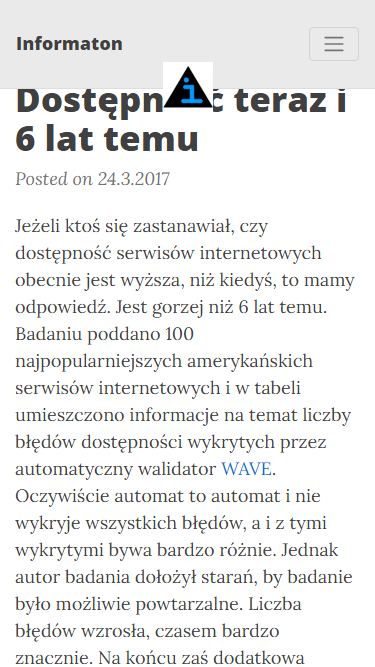 Informaton
Dostępność teraz i
6 lat temu
Posted on 24.3.2017
Jeżeli ktoś się zastanawiał, czy
dostępność serwisów internetowych
obecnie jest wyższa, niż kiedyś, to mamy
odpowiedź. Jest gorzej niż 6 lat temu.
Badaniu poddano 100
najpopularniejszych amerykańskich
serwisów internetowych i w tabeli
umieszczono informacje na temat liczby
błędów dostępności wykrytych przez
automatyczny walidator WAVE.
Oczywiście automat to automat i nie
wykryje wszystkich błędów, a i z tymi
wykrytymi bywa bardzo różnie. Jednak
autor badania dołożył starań, by badanie
było możliwie powtarzalne. Liczba
błędów wzrosła, czasem bardzo
znacznie. Na końcu zaś dodatkowa